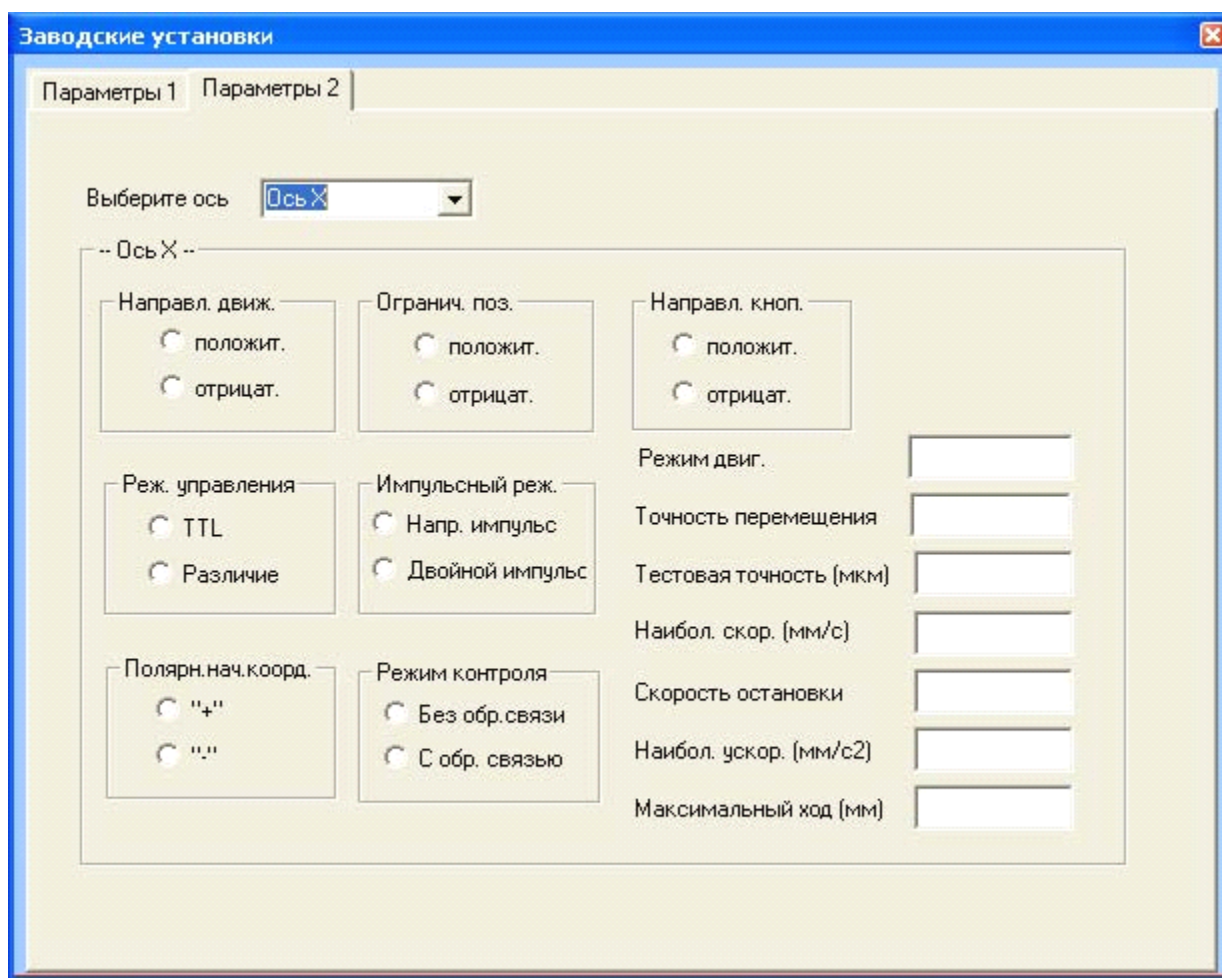 Заводские установки
Параметры 1 Параметры 2
Выберите ось Ось X
-- Ось X --
Направл. движ.
положит.
отрицат.
Огранич. поз.
положит.
отрицат.
Направл. кноп.
положит.
отрицат.
Реж. управления
TTL
Различие
Импульсный реж.
Напр. импульс
Двойной импульс
Полярн.нач.коорд.
"+"
"-"
Режим контроля
Без обр.связи
С обр. связью
Режим двиг.
Точность перемещения
Тестовая точность (мкм)
Наибол. скор. (мм/с)
Скорость остановки
Наибол. ускор. (мм/с2)
Максимальный ход (мм)